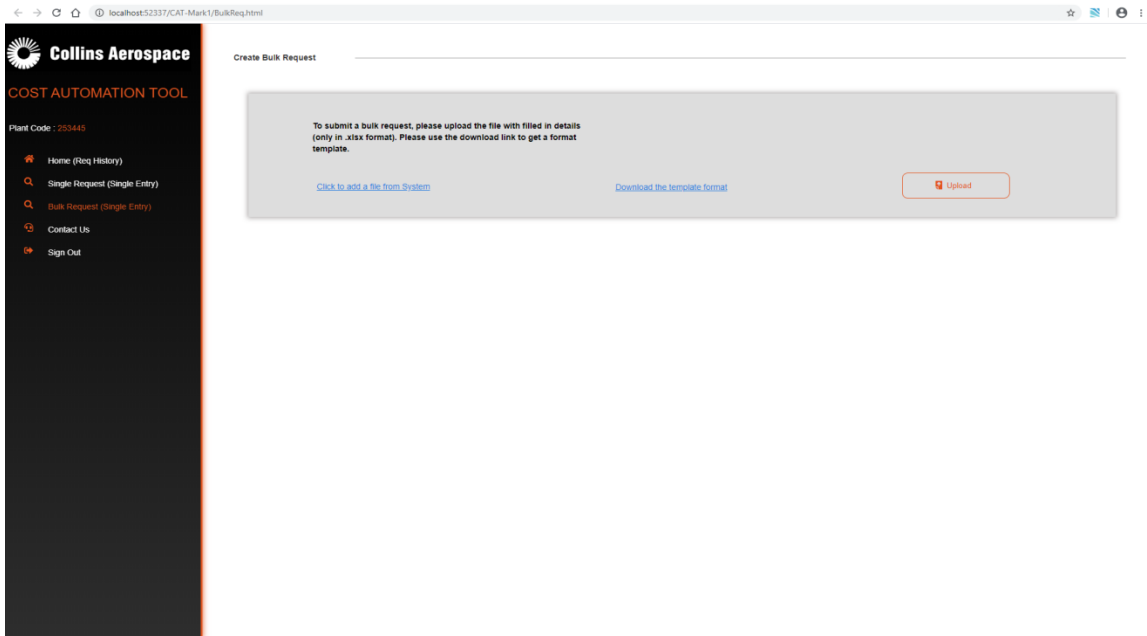 localhost:52337/CAT-Mark1/BulkReq.html
Collins Aerospace
COST AUTOMATION TOOL
Plant Code : 253445
Home (Req History)
Single Request (Single Entry)
Bulk Request (Single Entry)
Contact Us
Sign Out
Create Bulk Request
To submit a bulk request, please upload the file with filled in details
(only in .xlsx format). Please use the download link to get a format
template.
Click to add a file from System
Download the template format
Upload